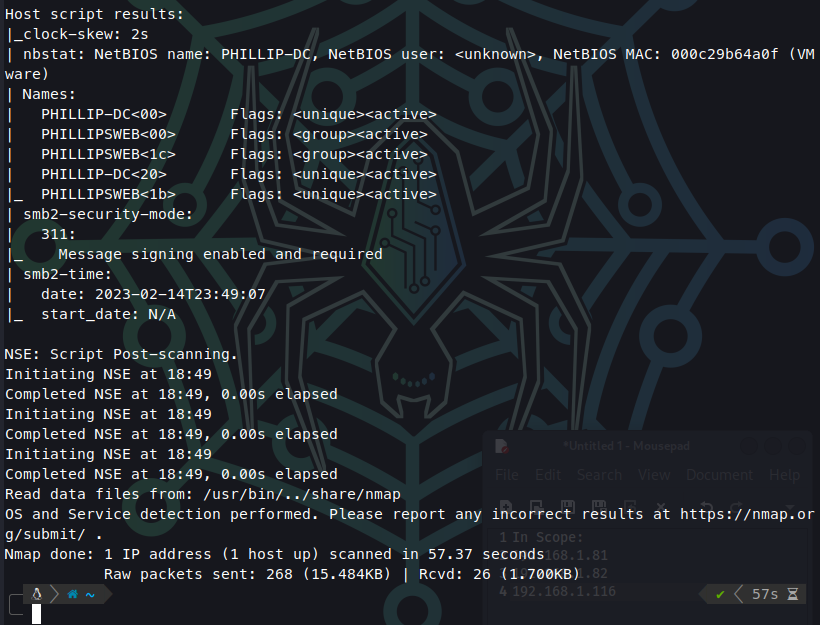 Host script results:
|_clock-skew: 2s
| nbstat: NetBIOS name: PHILLIP-DC, NetBIOS user: <unknown>, NetBIOS MAC: 000c29b64a0f (VM
ware)
| Names:
|   PHILLIP-DC<00>       Flags: <unique><active>
|   PHILLIPSWEB<00>      Flags: <group><active>
|   PHILLIPSWEB<1c>      Flags: <group><active>
|   PHILLIP-DC<20>       Flags: <unique><active>
|_  PHILLIPSWEB<1b>      Flags: <unique><active>
| smb2-security-mode:
|   311:
|_    Message signing enabled and required
| smb2-time:
|   date: 2023-02-14T23:49:07
|_  start_date: N/A
NSE: Script Post-scanning.
Initiating NSE at 18:49
Completed NSE at 18:49, 0.00s elapsed
Initiating NSE at 18:49
Completed NSE at 18:49, 0.00s elapsed
Initiating NSE at 18:49
Completed NSE at 18:49, 0.00s elapsed
Read data files from: /usr/bin/../share/nmap
OS and Service detection performed. Please report any incorrect results at https://nmap.or
g/submit/ .
Nmap done: 1 IP address (1 host up) scanned in 57.37 seconds
           Raw packets sent: 268 (15.484KB) | Rcvd: 26 (1.700KB)
~ ✔ 57s
*Untitled 1 - Mousepad
File Edit Search View Document Help
1 In Scope:
.168.1.81
.1.82
4 192.168.1.116